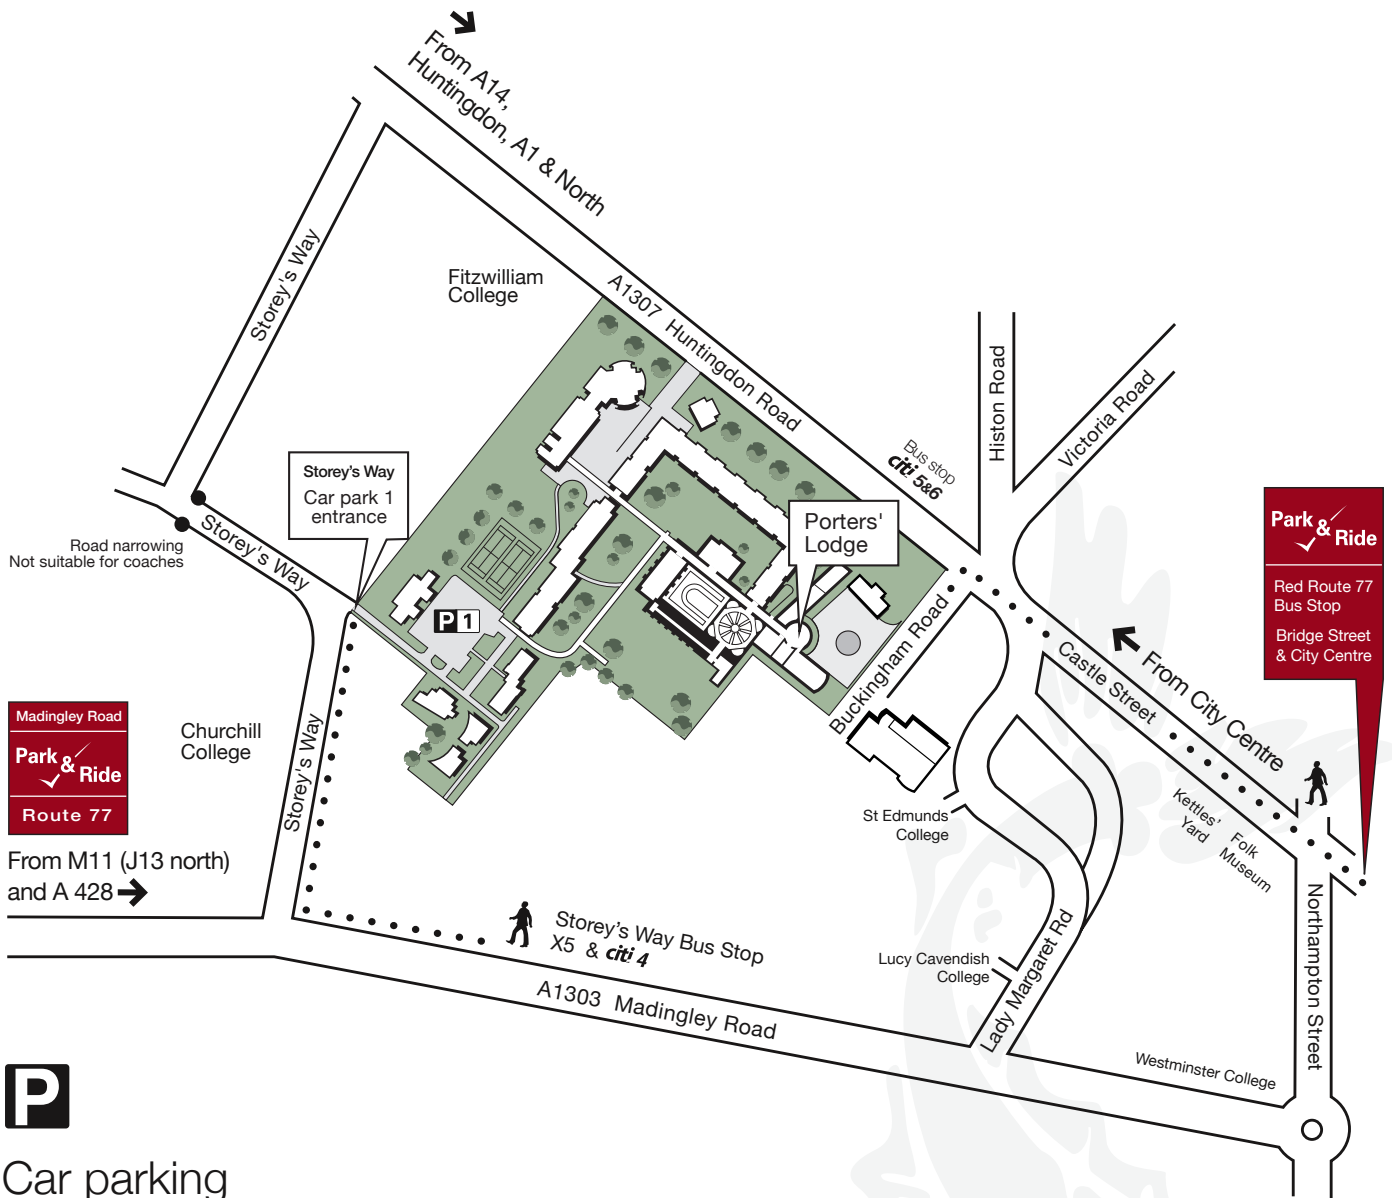 From A14,
Huntingdon, A1 & North
Storey's Way
Fitzwilliam
College
A1307 Huntingdon Road
Histon Road
Victoria Road
Bus stop
citi 5&6
Storey's Way
Car park 1
entrance
Porters'
Lodge
Park & Ride
Red Route 77
Bus Stop
Bridge Street
& City Centre
Storey's Way
Road narrowing
Not suitable for coaches
P 1
Buckingham Road
Castle Street
From City Centre
Madingley Road
Park & Ride
Route 77
Churchill
College
Storey's Way
St Edmunds
College
Kettles'
Yard
Folk
Museum
From M11 (J13 north)
and A 428
Storey's Way Bus Stop
X5 & citi 4
Lucy Cavendish
College
Lady Margaret Rd
Northampton Street
A1303 Madingley Road
Westminster College
P
Car parking